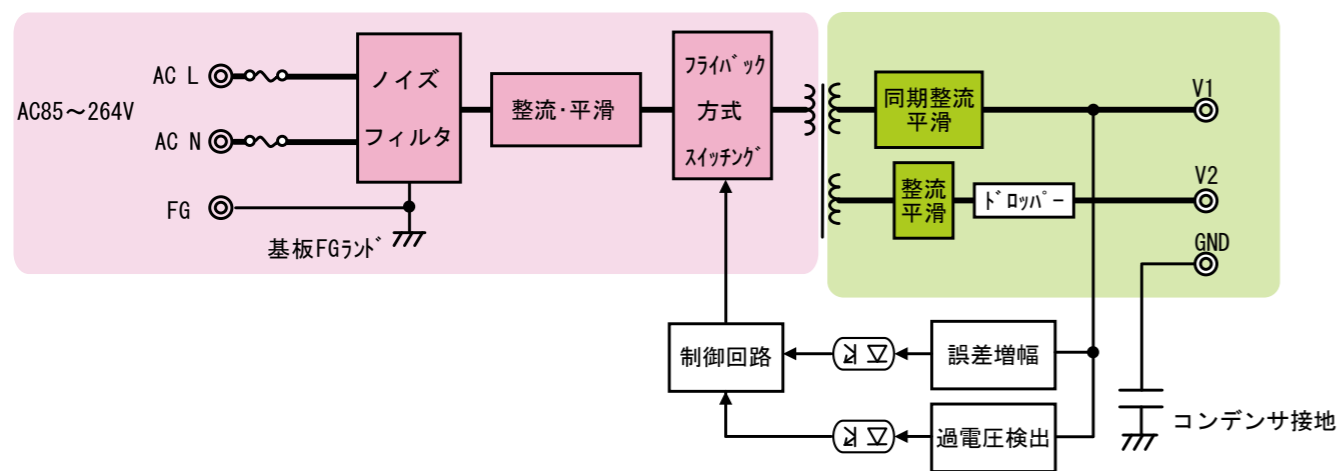 AC85～264V
AC L
AC N
FG
ノイズ
フィルタ
基板FGﾗﾝﾄﾞ
整流･平滑
ﾌﾗｲﾊﾞｯｸ
方式
ｽｲｯﾁﾝｸﾞ
同期整流
平滑
V1
整流
平滑
ﾄﾞﾛｯﾊﾟｰ
V2
GND
制御回路
誤差増幅
過電圧検出
コンデンサ接地